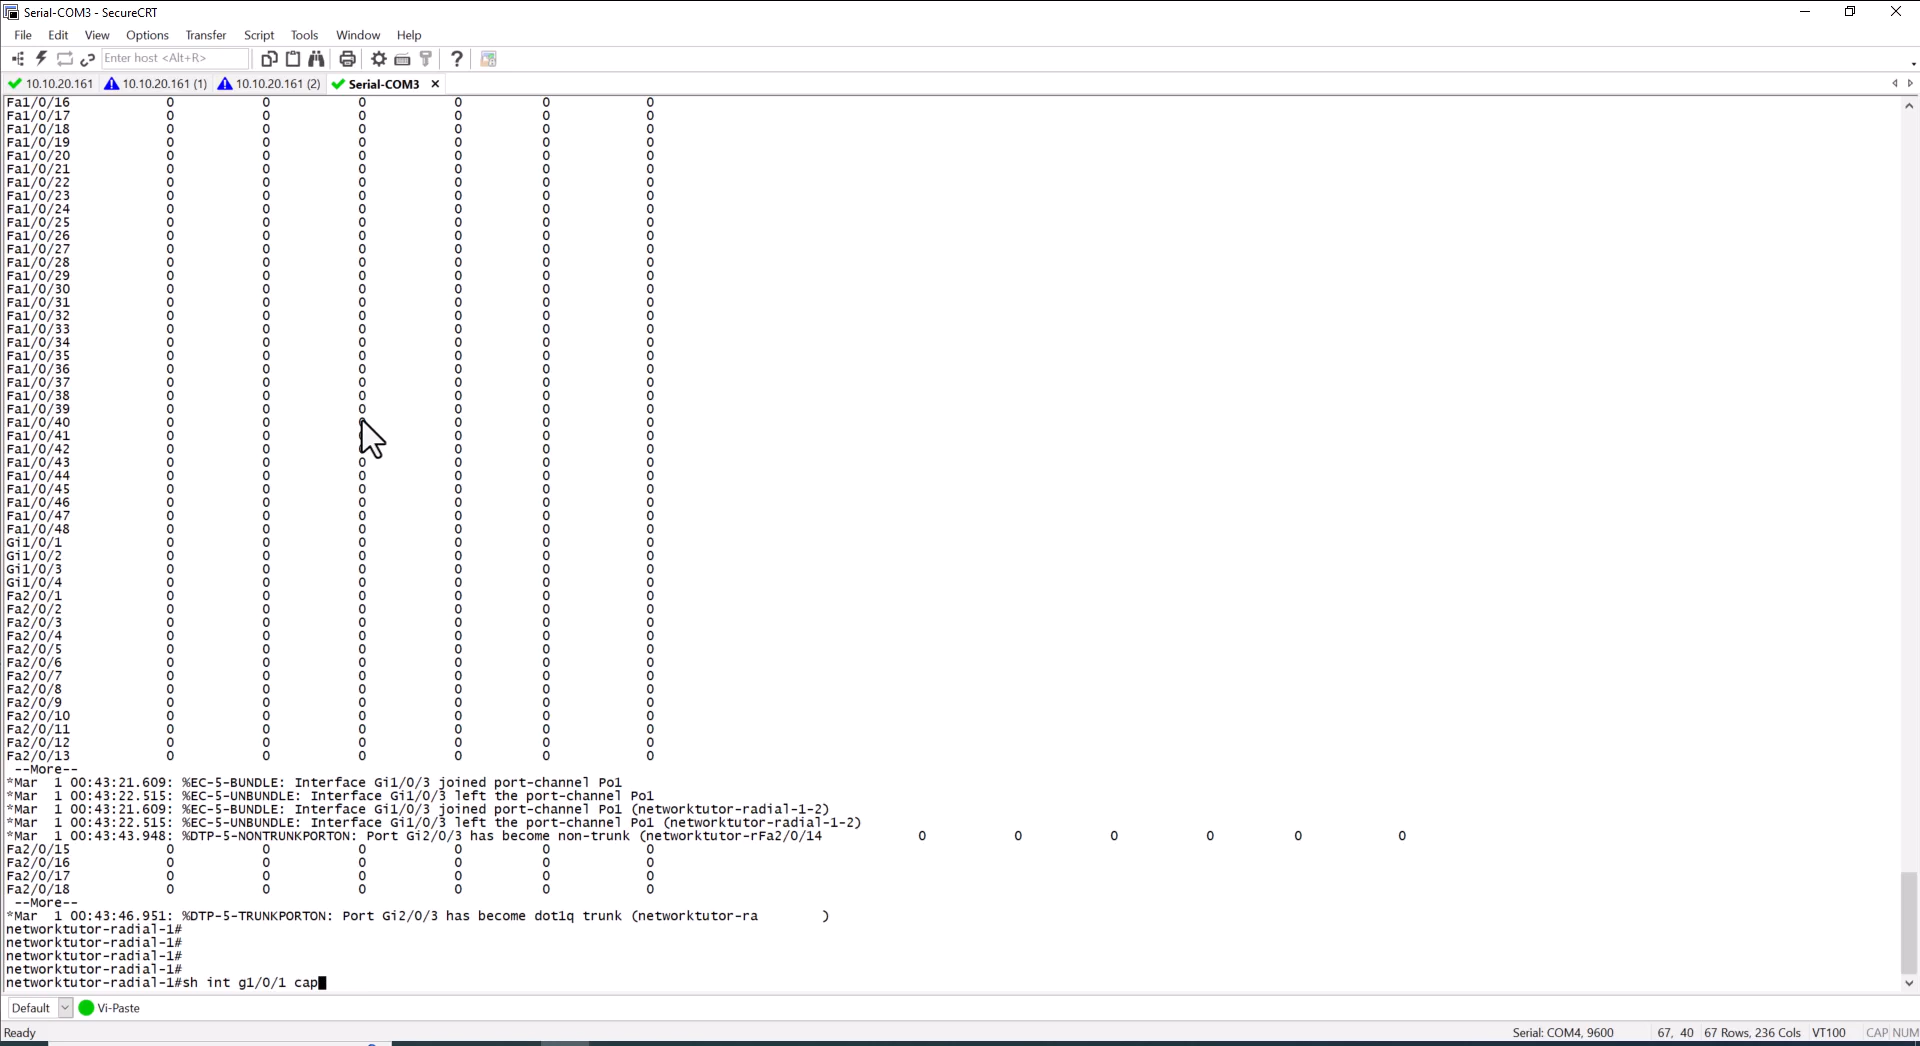 Serial-COM3 - SecureCRT
File Edit View Options Transfer Script Tools Window Help
Enter host <Alt+R>
10.10.20.161 10.10.20.161 (1) 10.10.20.161 (2) Serial-COM3
Fa1/0/16 0 0 0 0 0 0
Fa1/0/17 0 0 0 0 0 0
Fa1/0/18 0 0 0 0 0 0
Fa1/0/19 0 0 0 0 0 0
Fa1/0/20 0 0 0 0 0 0
Fa1/0/21 0 0 0 0 0 0
Fa1/0/22 0 0 0 0 0 0
Fa1/0/23 0 0 0 0 0 0
Fa1/0/24 0 0 0 0 0 0
Fa1/0/25 0 0 0 0 0 0
Fa1/0/26 0 0 0 0 0 0
Fa1/0/27 0 0 0 0 0 0
Fa1/0/28 0 0 0 0 0 0
Fa1/0/29 0 0 0 0 0 0
Fa1/0/30 0 0 0 0 0 0
Fa1/0/31 0 0 0 0 0 0
Fa1/0/32 0 0 0 0 0 0
Fa1/0/33 0 0 0 0 0 0
Fa1/0/34 0 0 0 0 0 0
Fa1/0/35 0 0 0 0 0 0
Fa1/0/36 0 0 0 0 0 0
Fa1/0/37 0 0 0 0 0 0
Fa1/0/38 0 0 0 0 0 0
Fa1/0/39 0 0 0 0 0 0
Fa1/0/40 0 0 0 0 0 0
Fa1/0/41 0 0 0 0 0 0
Fa1/0/42 0 0 0 0 0 0
Fa1/0/43 0 0 0 0 0 0
Fa1/0/44 0 0 0 0 0 0
Fa1/0/45 0 0 0 0 0 0
Fa1/0/46 0 0 0 0 0 0
Fa1/0/47 0 0 0 0 0 0
Fa1/0/48 0 0 0 0 0 0
Gi1/0/1 0 0 0 0 0 0
Gi1/0/2 0 0 0 0 0 0
Gi1/0/3 0 0 0 0 0 0
Gi1/0/4 0 0 0 0 0 0
Fa2/0/1 0 0 0 0 0 0
Fa2/0/2 0 0 0 0 0 0
Fa2/0/3 0 0 0 0 0 0
Fa2/0/4 0 0 0 0 0 0
Fa2/0/5 0 0 0 0 0 0
Fa2/0/6 0 0 0 0 0 0
Fa2/0/7 0 0 0 0 0 0
Fa2/0/8 0 0 0 0 0 0
Fa2/0/9 0 0 0 0 0 0
Fa2/0/10 0 0 0 0 0 0
Fa2/0/11 0 0 0 0 0 0
Fa2/0/12 0 0 0 0 0 0
Fa2/0/13 0 0 0 0 0 0
--More--
*Mar  1 00:43:21.609: %EC-5-BUNDLE: Interface Gi1/0/3 joined port-channel Po1
*Mar  1 00:43:22.515: %EC-5-UNBUNDLE: Interface Gi1/0/3 left the port-channel Po1
*Mar  1 00:43:21.609: %EC-5-BUNDLE: Interface Gi1/0/3 joined port-channel Po1 (networktutor-radial-1-2)
*Mar  1 00:43:22.515: %EC-5-UNBUNDLE: Interface Gi1/0/3 left the port-channel Po1 (networktutor-radial-1-2)
*Mar  1 00:43:43.948: %DTP-5-NONTRUNKPORTON: Port Gi2/0/3 has become non-trunk (networktutor-rFa2/0/14 0 0 0 0 0 0
Fa2/0/15 0 0 0 0 0 0
Fa2/0/16 0 0 0 0 0 0
Fa2/0/17 0 0 0 0 0 0
Fa2/0/18 0 0 0 0 0 0
--More--
*Mar  1 00:43:46.951: %DTP-5-TRUNKPORTON: Port Gi2/0/3 has become dot1q trunk (networktutor-ra )
networktutor-radial-1#
networktutor-radial-1#
networktutor-radial-1#
networktutor-radial-1#
networktutor-radial-1#sh int g1/0/1 cap
Default Vi-Paste
Ready Serial: COM4, 9600 67, 40 67 Rows, 236 Cols VT100 CAP NUM